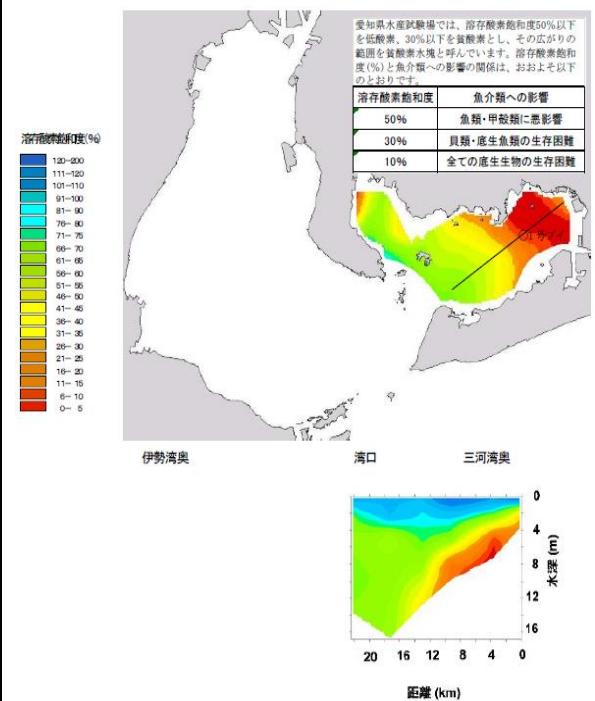 愛知県水産試験場では、溶存酸素飽和度50%以下
を低酸素、30%以下を貧酸素とし、その広がりの
範囲を貧酸素水塊と呼んでいます。溶存酸素飽和
度(%)と魚介類への影響の関係は、おおよそ以下
のとおりです。
溶存酸素飽和度 魚介類への影響
50% 魚類・甲殻類に悪影響
30% 貝類・底生魚類の生存困難
10% 全ての底生生物の生存困難
溶存酸素飽和度(%)
120-200
111-120
101-110
91-100
81- 90
76- 80
71- 75
66- 70
61- 65
56- 60
51- 55
46- 50
41- 45
36- 40
31- 35
26- 30
21- 25
16- 20
11- 15
6- 10
0- 5
1号ブイ
伊勢湾奥 湾口 三河湾奥
0
4
8
12
16
水深 (m)
20 16 12 8 4 0
距離 (km)